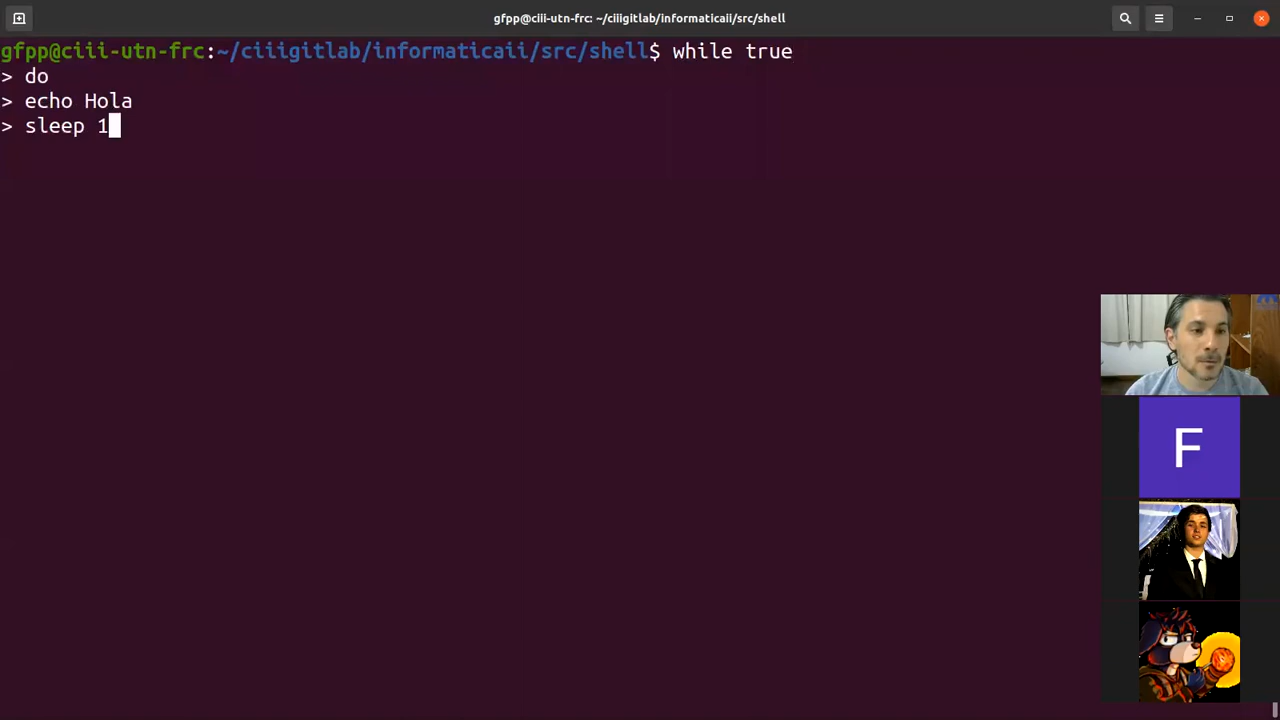 gfpp@ciii-utn-frc: ~/ciiigitlab/informaticaii/src/shell
gfpp@ciii-utn-frc:~/ciiigitlab/informaticaii/src/shell$ while true
> do
> echo Hola
> sleep 1
F